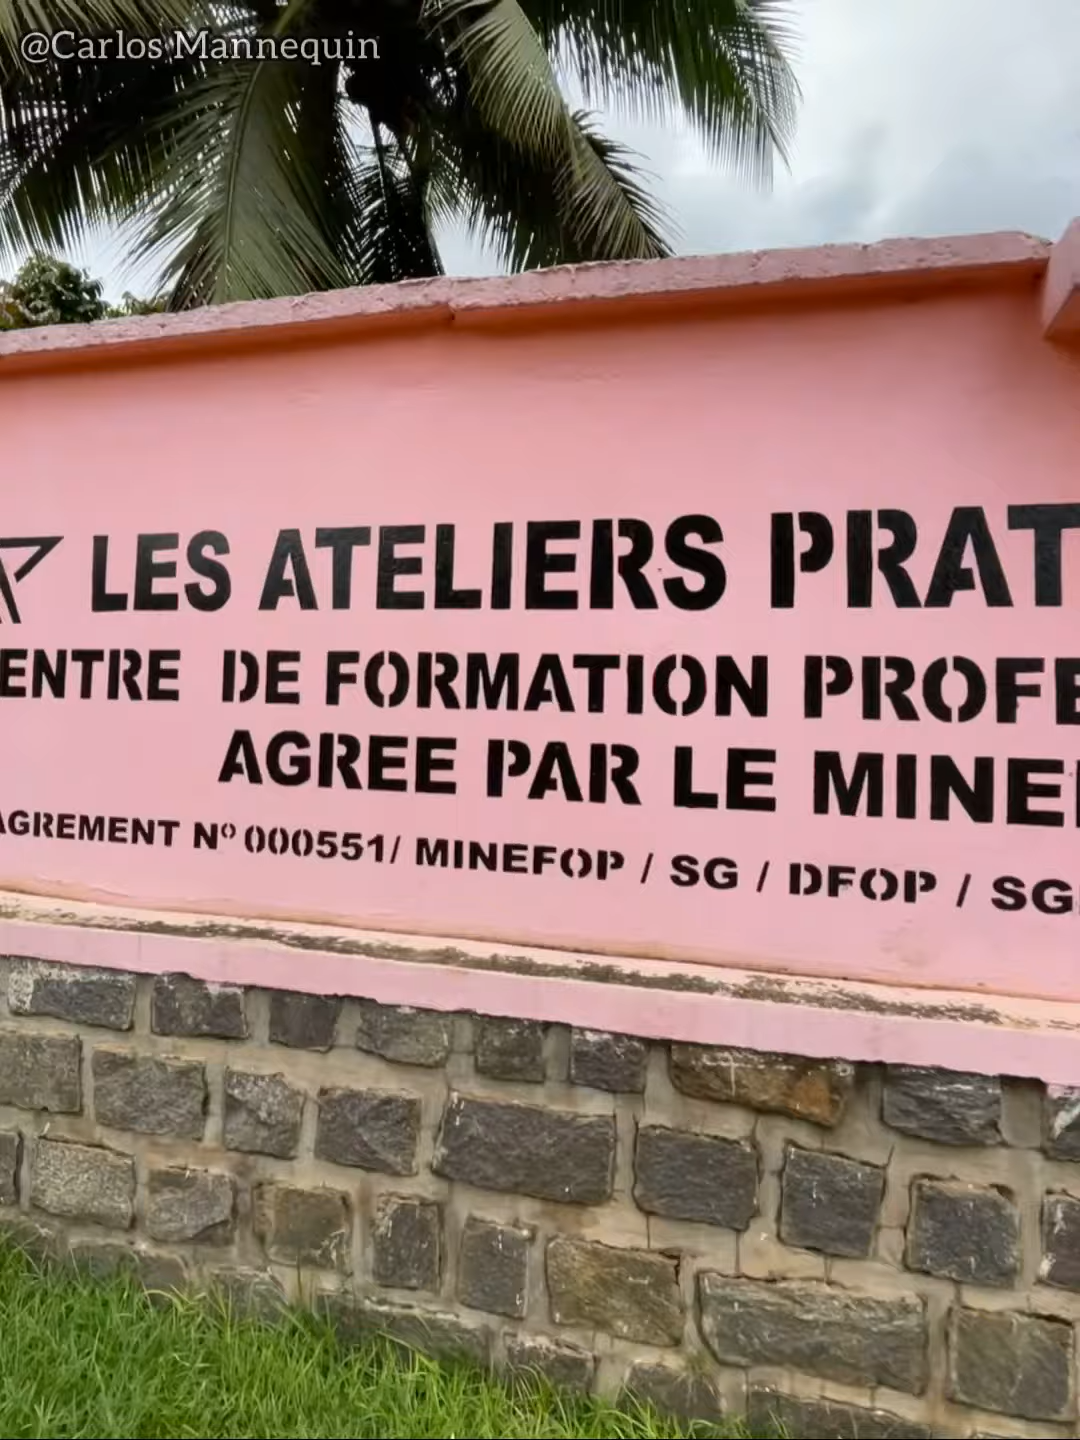 @Carlos Mannequin
LES ATELIERS PRAT
ENTRE DE FORMATION PROFE
AGREE PAR LE MINE
AGREMENT Nº 000551/ MINEFOP / SG / DFOP / SG